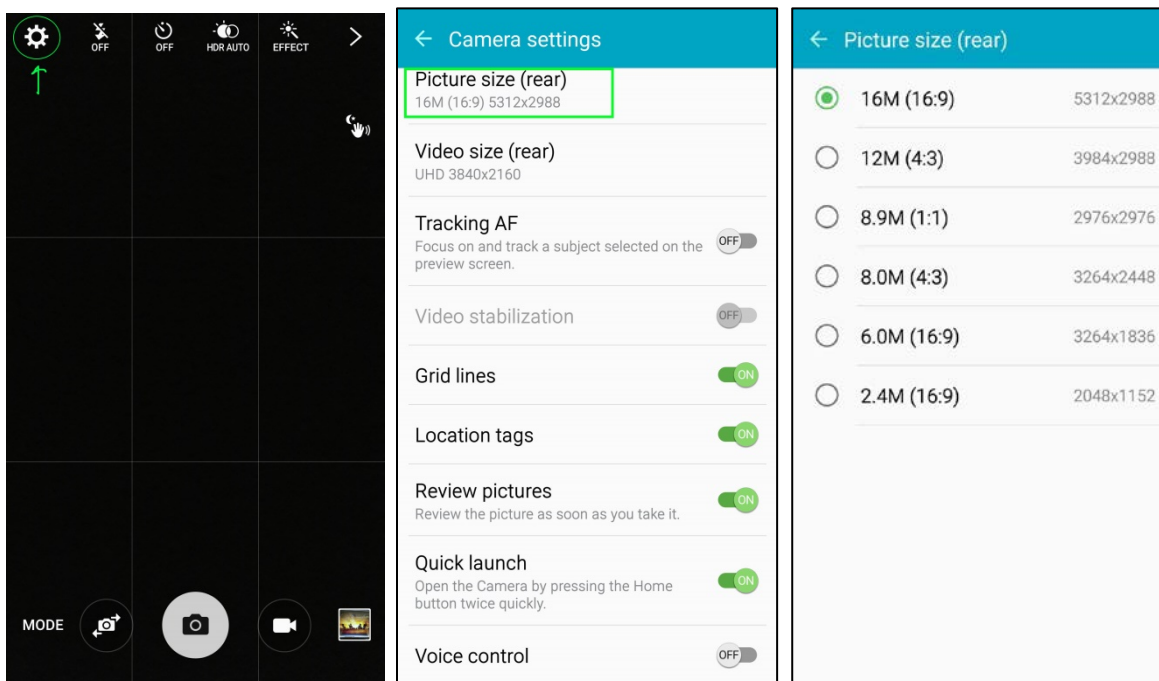 OFF
OFF
HDR AUTO
EFFECT
MODE
Camera settings
Picture size (rear)
16M (16:9) 5312x2988
Video size (rear)
UHD 3840x2160
Tracking AF
Focus on and track a subject selected on the
preview screen.
OFF
Video stabilization
OFF
Grid lines
ON
Location tags
ON
Review pictures
Review the picture as soon as you take it.
ON
Quick launch
Open the Camera by pressing the Home
button twice quickly.
ON
Voice control
OFF
Picture size (rear)
16M (16:9) 5312x2988
12M (4:3) 3984x2988
8.9M (1:1) 2976x2976
8.0M (4:3) 3264x2448
6.0M (16:9) 3264x1836
2.4M (16:9) 2048x1152